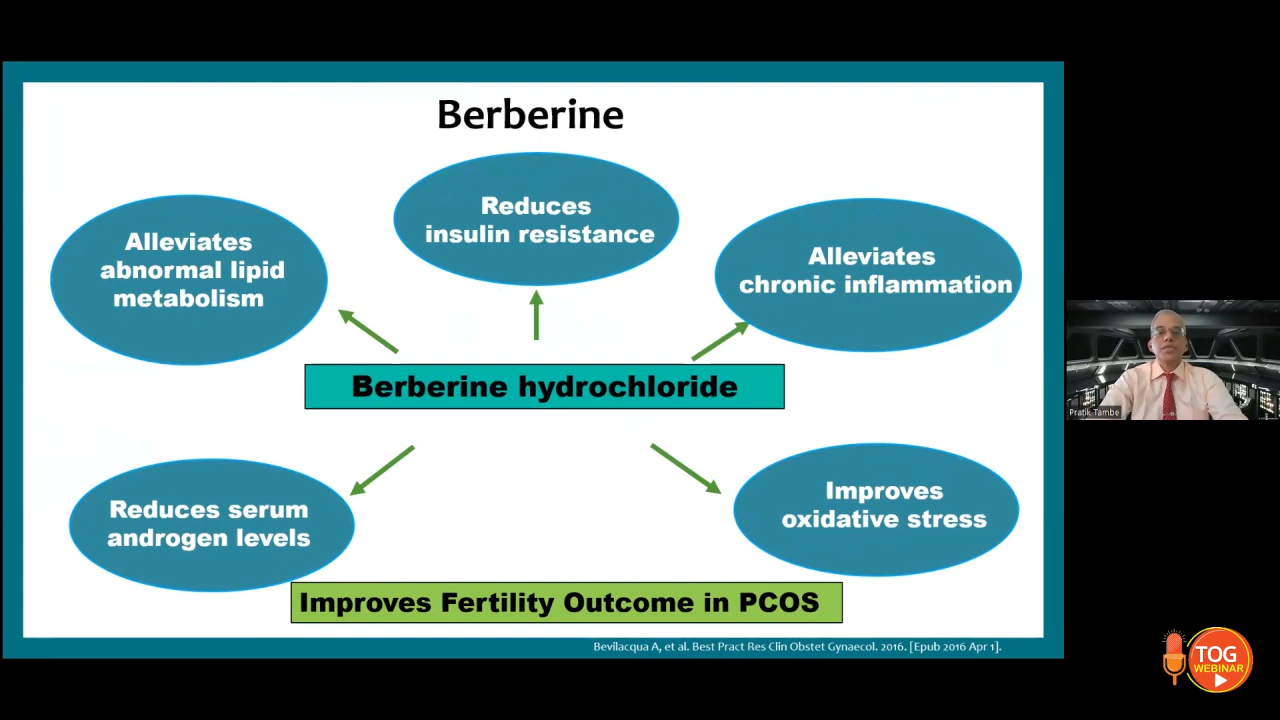 Berberine
Reduces
insulin resistance
Alleviates
abnormal lipid
metabolism
Alleviates
chronic inflammation
Berberine hydrochloride
Reduces serum
androgen levels
Improves
oxidative stress
Improves Fertility Outcome in PCOS
Bevilacqua A, et al. Best Pract Res Clin Obstet Gynaecol. 2016. [Epub 2016 Apr 1].
Pratik Tambe
TOG
WEBINAR